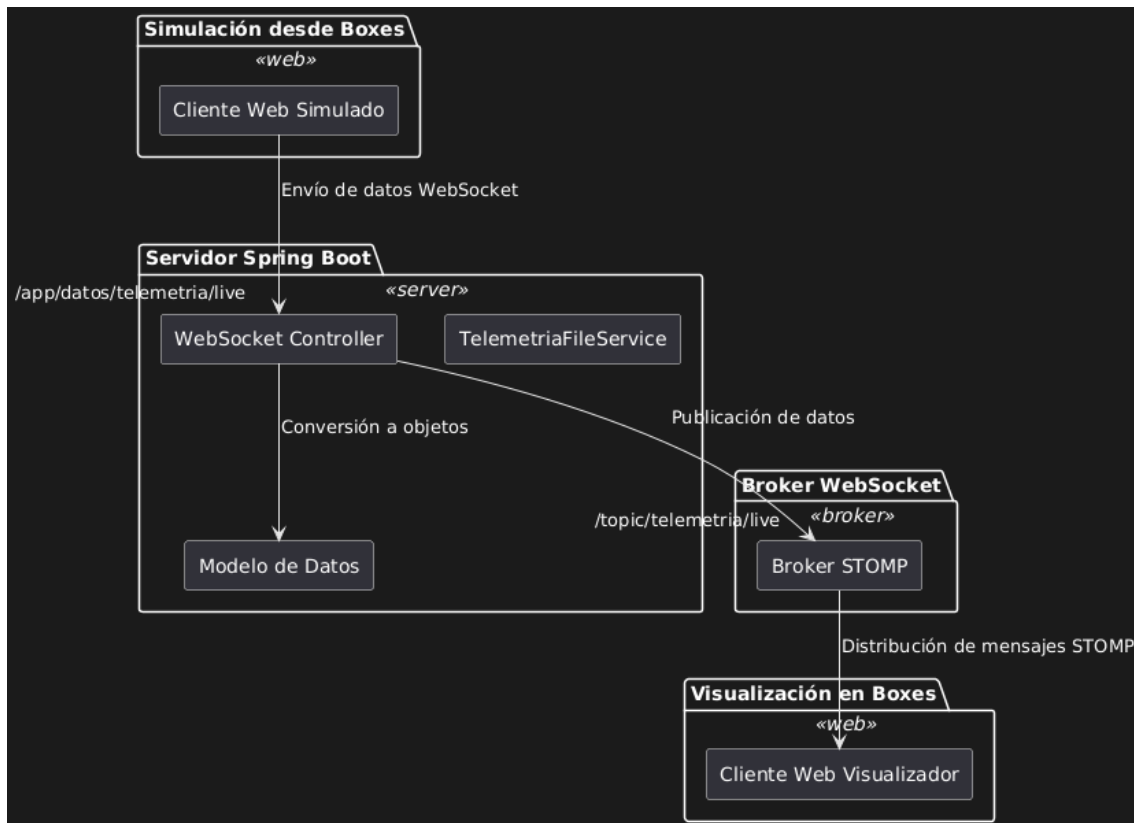 Simulación desde Boxes
«web»
Cliente Web Simulado
Envío de datos WebSocket
Servidor Spring Boot
«server»
/app/datos/telemetria/live
WebSocket Controller
TelemetriaFileService
Publicación de datos
Conversión a objetos
Broker WebSocket
«broker»
/topic/telemetria/live
Modelo de Datos
Broker STOMP
Distribución de mensajes STOMP
Visualización en Boxes
«web»
Cliente Web Visualizador